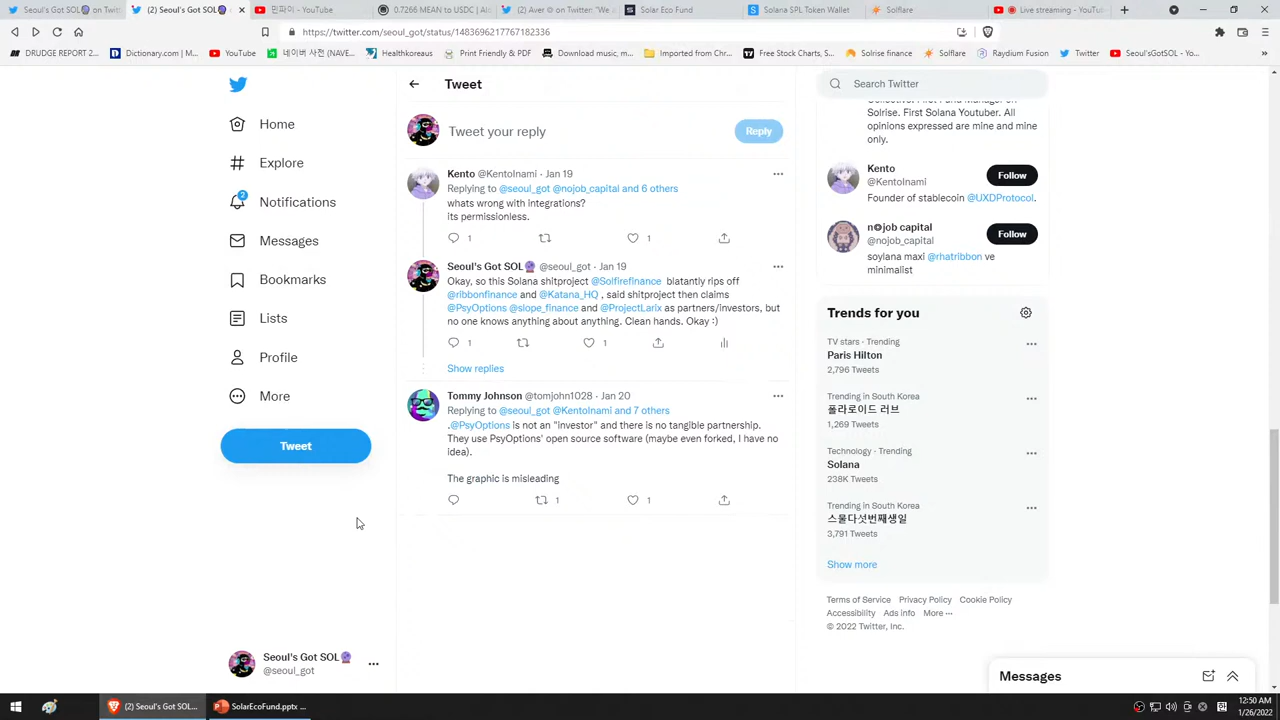 Seoul's Got SOL🔮 on Twitt
(2) Seoul's Got SOL🔮
민파이 - YouTube
0.7266 MEAN to USDC |
Aver ⚙ on Twitter: "We a
Solar Eco Fund
Solana SPL Token Wallet
Solflare
Live streaming - YouTube
https://twitter.com/seoul_got/status/1483696217767182336
DRUDGE REPORT 2...
Dictionary.com | M...
YouTube
네이버 사전 (NAVE...
Healthkoreaus
Print Friendly & PDF
Download music, m...
Imported from Chr...
Free Stock Charts, S...
Solrise finance
Solflare
Raydium Fusion
Twitter
Seoul'sGotSOL - Yo...
Home
Explore
2
Notifications
Messages
Bookmarks
Lists
Profile
More
Tweet
Seoul's Got SOL🔮
@seoul_got
Tweet
Tweet your reply
Reply
Kento @KentoInami · Jan 19
Replying to @seoul_got @nojob_capital and 6 others
whats wrong with integrations?
its permissionless.
1
1
Seoul's Got SOL🔮 @seoul_got · Jan 19
Okay, so this Solana shitproject @Solfirefinance blatantly rips off
@ribbonfinance and @Katana_HQ , said shitproject then claims
@PsyOptions @slope_finance and @ProjectLarix as partners/investors, but
no one knows anything about anything. Clean hands. Okay :)
1
1
Show replies
Tommy Johnson @tomjohn1028 · Jan 20
Replying to @seoul_got @KentoInami and 7 others
.@PsyOptions is not an "investor" and there is no tangible partnership.
They use PsyOptions' open source software (maybe even forked, I have no
idea).
The graphic is misleading
1
1
Search Twitter
Collective. First Fund Manager on
Solrise. First Solana Youtuber. All
opinions expressed are mine and mine
only.
Kento
@KentoInami
Follow
Founder of stablecoin @UXDProtocol.
n⚙job capital
@nojob_capital
Follow
soylana maxi @rhatribbon ve
minimalist
Trends for you
TV stars · Trending
Paris Hilton
2,796 Tweets
Trending in South Korea
폴라로이드 러브
1,269 Tweets
Technology · Trending
Solana
238K Tweets
Trending in South Korea
스물다섯번째생일
3,791 Tweets
Show more
Terms of Service Privacy Policy Cookie Policy
Accessibility Ads info More ···
© 2022 Twitter, Inc.
Messages
(2) Seoul's Got SOL...
SolarEcoFund.pptx ...
12:50 AM
1/26/2022